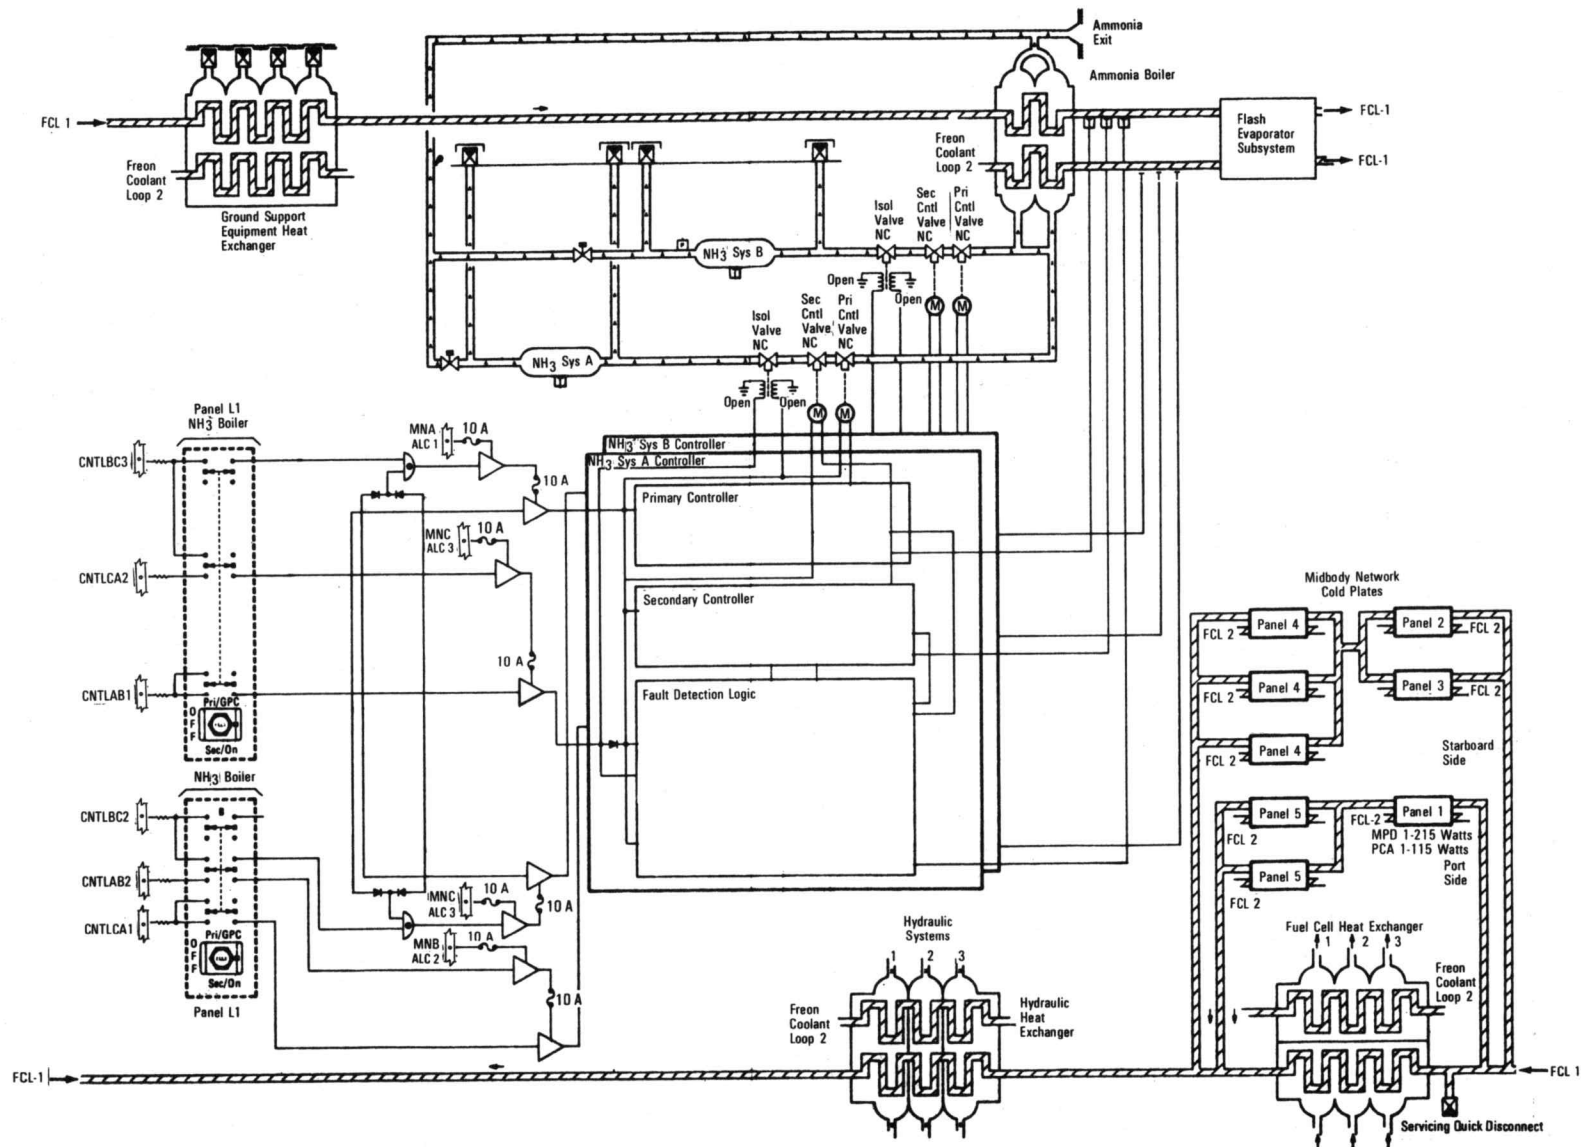 Ammonia
Exit
Ammonia Boiler
FCL 1
FCL-1
Flash
Evaporator
Subsystem
FCL-1
Freon
Coolant
Loop 2
Freon
Coolant
Loop 2
Ground Support
Equipment Heat
Exchanger
Isol
Valve
NC
Sec
Cntl
Valve
NC
Pri
Cntl
Valve
NC
NH3 Sys B
Open
Open
Isol
Valve
NC
Sec
Cntl
Valve
NC
Pri
Cntl
Valve
NC
M
M
NH3 Sys A
Open
Open
M
M
Panel L1
NH3 Boiler
CNTLBC3
MNA
ALC 1
10 A
10 A
NH3 Sys B Controller
NH3 Sys A Controller
Primary Controller
MNC
ALC 3
10 A
CNTLCA2
Secondary Controller
10 A
CNTLAB1
Fault Detection Logic
Pri/GPC
O
F
F
Sec/On
NH3 Boiler
CNTLBC2
CNTLAB2
CNTLCA1
MNC
ALC 3
10 A
10 A
MNB
ALC 2
10 A
10 A
Pri/GPC
O
F
F
Sec/On
Panel L1
Midbody Network
Cold Plates
Panel 4
FCL 2
Panel 2
FCL 2
Panel 4
FCL 2
Panel 3
FCL 2
Panel 4
FCL 2
Starboard
Side
Panel 5
FCL 2
Panel 1
FCL-2
MPD 1-215 Watts
PCA 1-115 Watts
Port
Side
Panel 5
FCL 2
Hydraulic
Systems
1 2 3
Freon
Coolant
Loop 2
Hydraulic
Heat
Exchanger
Fuel Cell Heat Exchanger
1 2 3
Freon
Coolant
Loop 2
FCL-1
FCL 1
Servicing Quick Disconnect